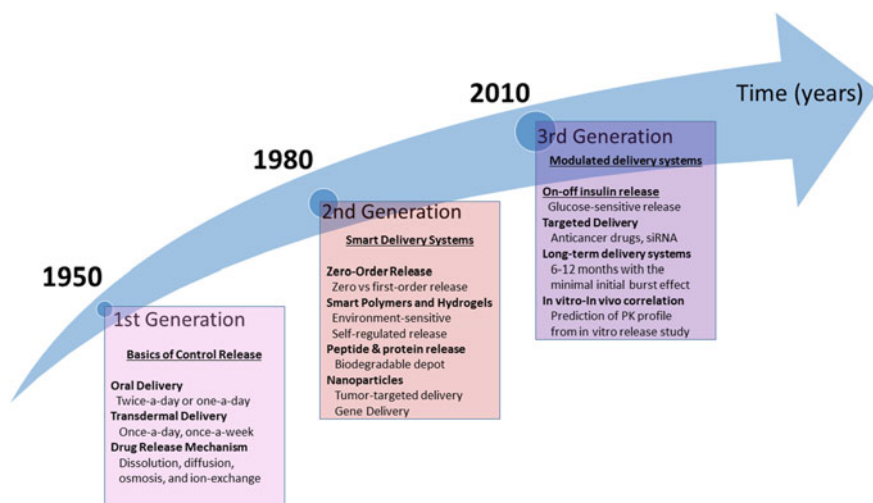 Time (years)
1950
1st Generation
Basics of Control Release
Oral Delivery
Twice-a-day or one-a-day
Transdermal Delivery
Once-a-day, once-a-week
Drug Release Mechanism
Dissolution, diffusion,
osmosis, and ion-exchange
1980
2nd Generation
Smart Delivery Systems
Zero-Order Release
Zero vs first-order release
Smart Polymers and Hydrogels
Environment-sensitive
Self-regulated release
Peptide & protein release
Biodegradable depot
Nanoparticles
Tumor-targeted delivery
Gene Delivery
2010
3rd Generation
Modulated delivery systems
On-off insulin release
Glucose-sensitive release
Targeted Delivery
Anticancer drugs, siRNA
Long-term delivery systems
6-12 months with the
minimal initial burst effect
In vitro-In vivo correlation
Prediction of PK profile
from in vitro release study